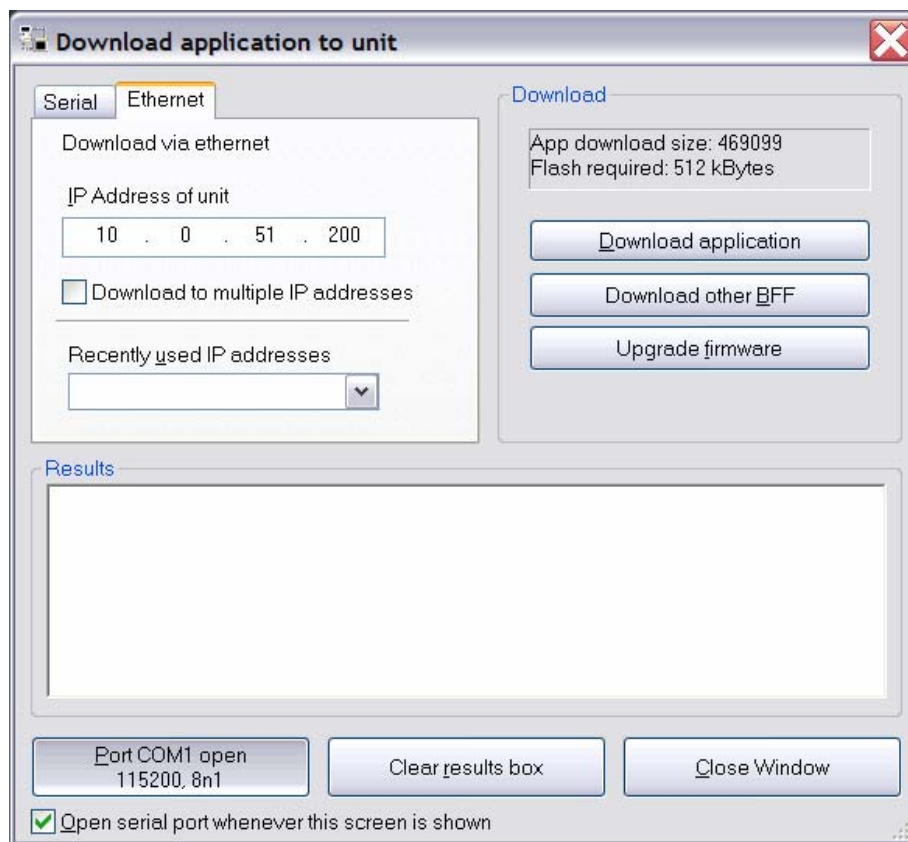 Download application to unit
Serial
Ethernet
Download via ethernet
IP Address of unit
10 . 0 . 51 . 200
Download to multiple IP addresses
Recently used IP addresses
Download
App download size: 469099
Flash required: 512 kBytes
Download application
Download other BFF
Upgrade firmware
Results
Port COM1 open
115200, 8n1
Clear results box
Close Window
Open serial port whenever this screen is shown